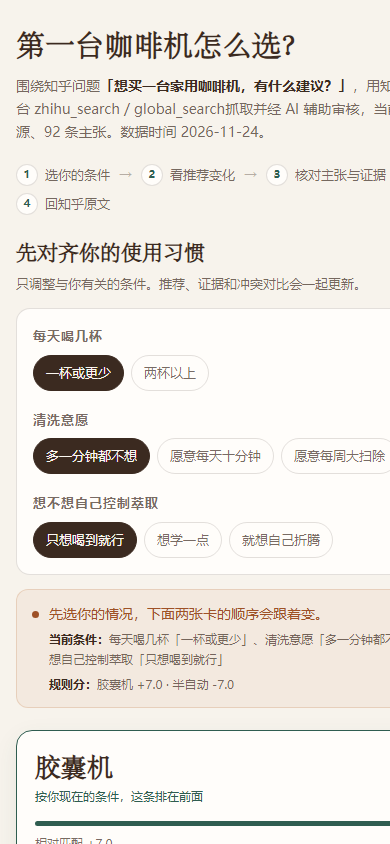 第一台咖啡机怎么选?
围绕知乎问题「想买一台家用咖啡机，有什么建议？」，用知
台 zhihu_search / global_search抓取并经 AI 辅助审核，当
源、92 条主张。数据时间 2026-11-24。
1 选你的条件 → 2 看推荐变化 → 3 核对主张与证据
4 回知乎原文
先对齐你的使用习惯
只调整与你有关的条件。推荐、证据和冲突对比会一起更新。
每天喝几杯
一杯或更少 两杯以上
清洗意愿
多一分钟都不想 愿意每天十分钟 愿意每周大扫除
想不想自己控制萃取
只想喝到就行 想学一点 就想自己折腾
先选你的情况，下面两张卡的顺序会跟着变。
当前条件：每天喝几杯「一杯或更少」、清洗意愿「多一分钟都不
想自己控制萃取「只想喝到就行」
规则分：胶囊机 +7.0 · 半自动 -7.0
胶囊机
按你现在的条件，这条排在前面
相对匹配 +7.0